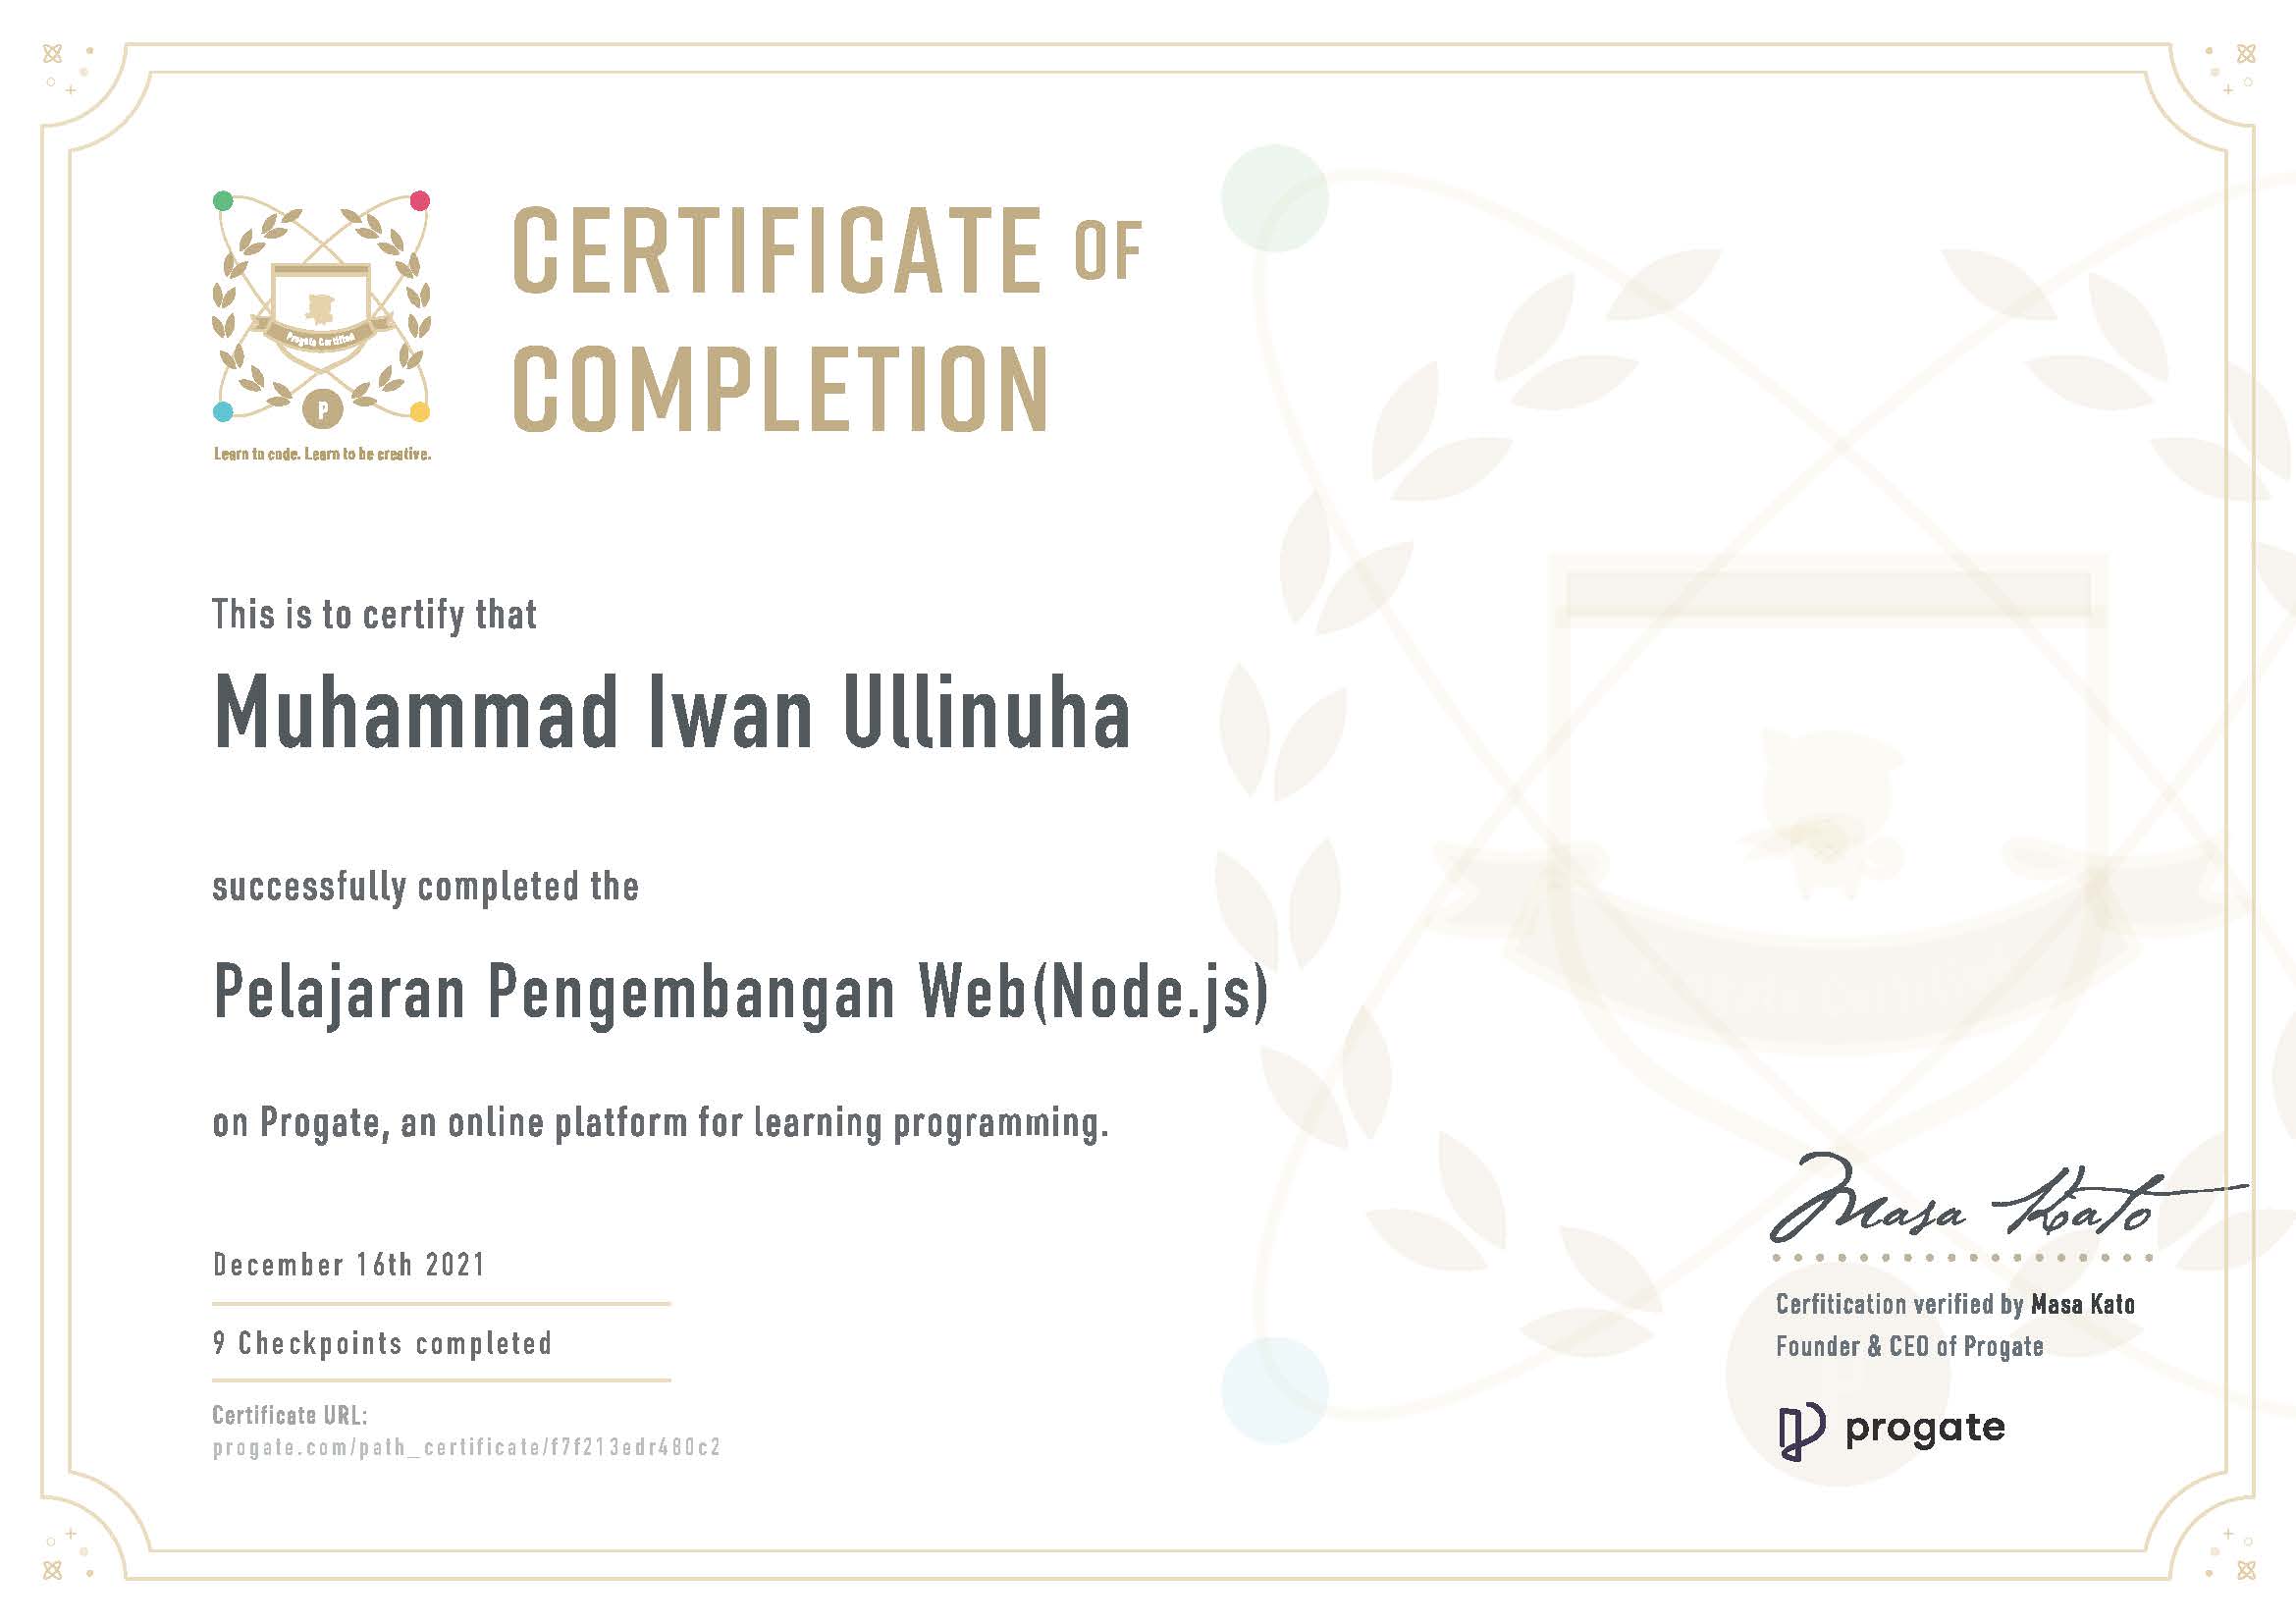 CERTIFICATE OF
COMPLETION
Progate Certified
P
Learn to code. Learn to be creative.
This is to certify that
Muhammad Iwan Ullinuha
successfully completed the
Pelajaran Pengembangan Web(Node.js)
on Progate, an online platform for learning programming.
December 16th 2021
9 Checkpoints completed
Certificate URL:
progate.com/path_certificate/f7f213edr480c2
Masa Kato
Cerfitication verified by Masa Kato
Founder & CEO of Progate
progate